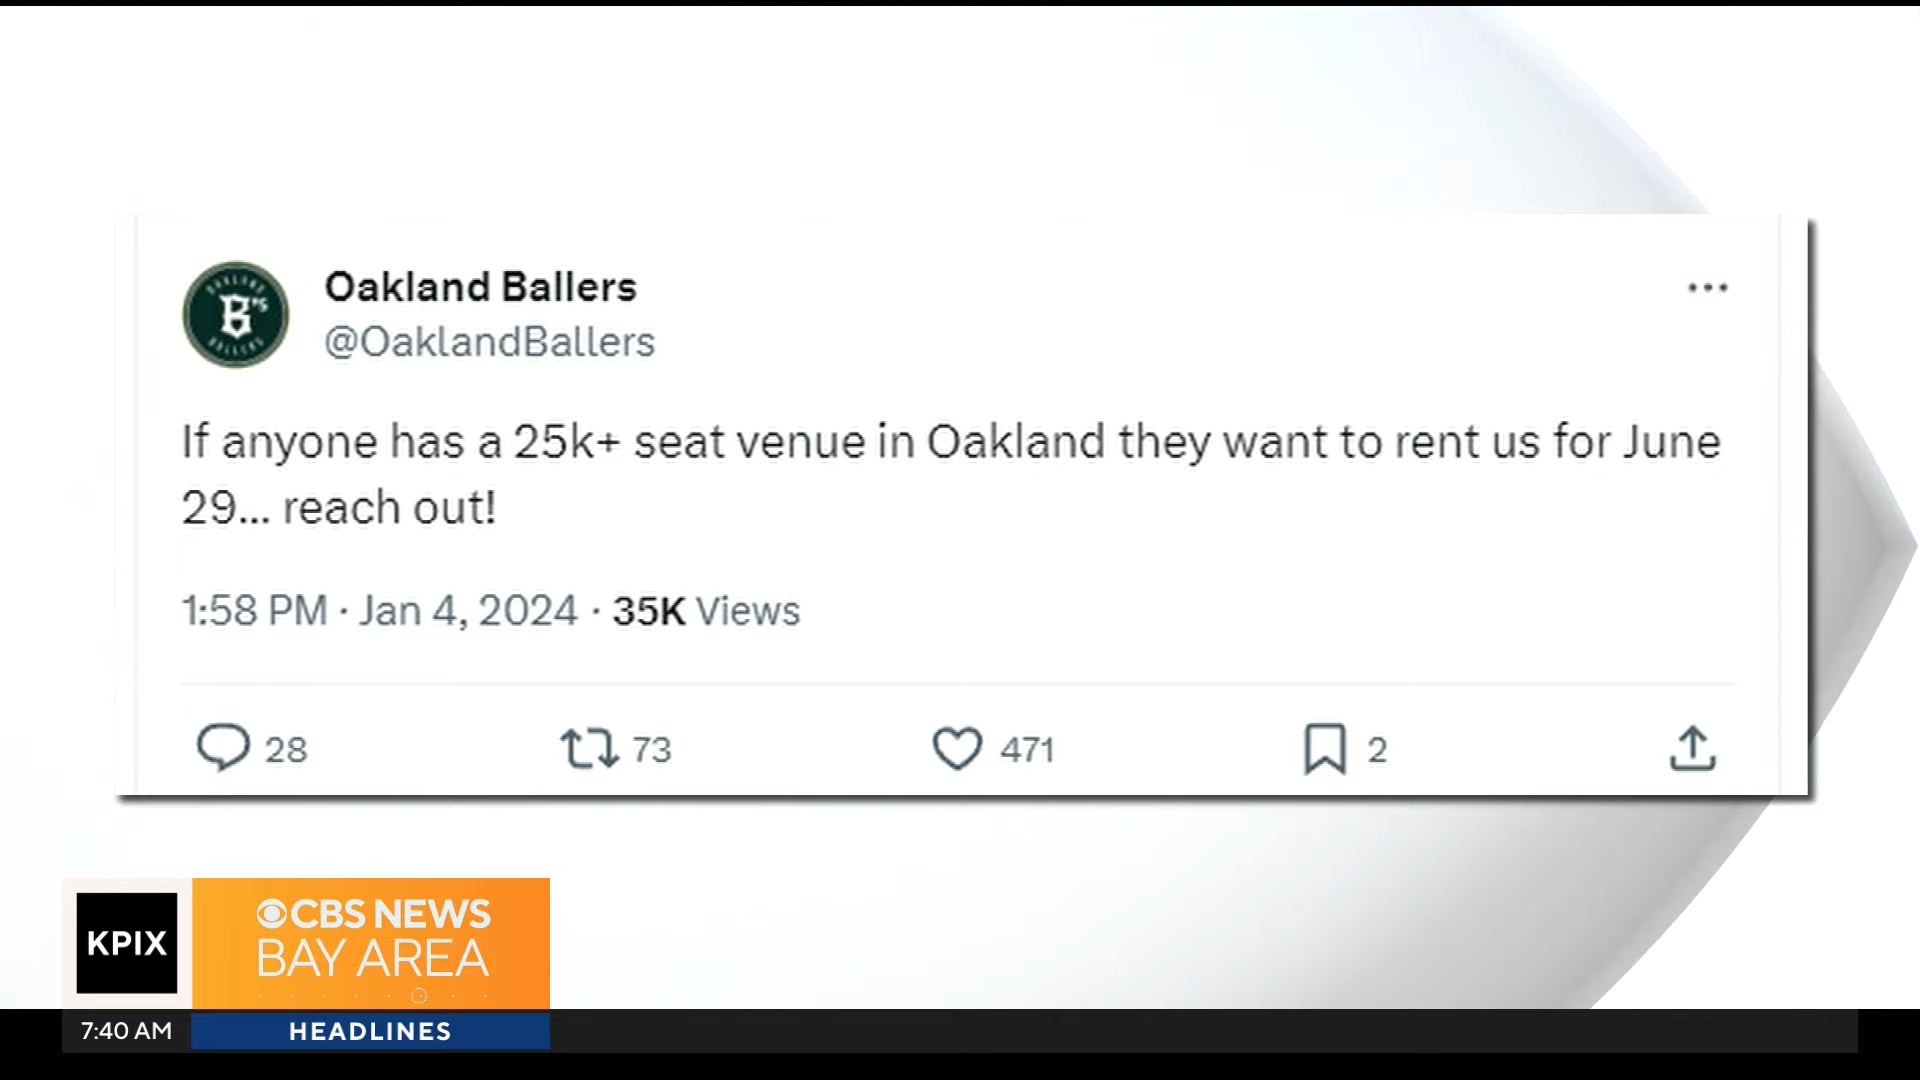 OAKLAND
B's
BALLERS
Oakland Ballers
@OaklandBallers
If anyone has a 25k+ seat venue in Oakland they want to rent us for June
29... reach out!
1:58 PM · Jan 4, 2024 · 35K Views
28
73
471
2
KPIX
CBS NEWS
BAY AREA
7:40 AM
HEADLINES